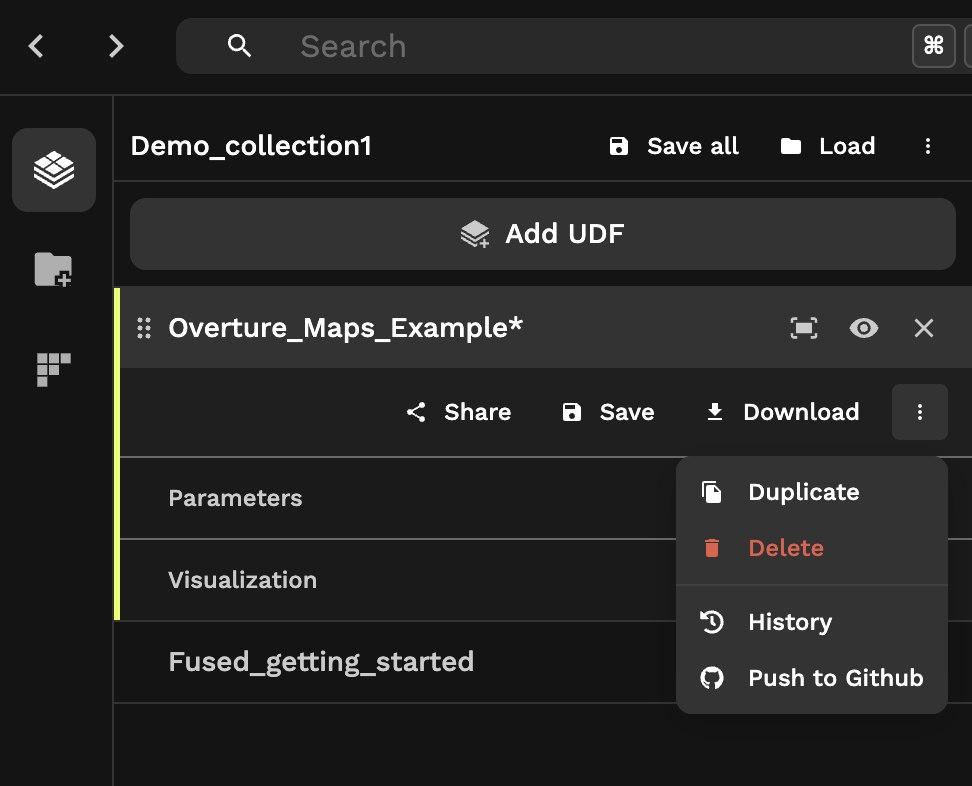 Search ⌘
Demo_collection1 Save all Load
Add UDF
Overture_Maps_Example*
Share Save Download
Duplicate
Parameters
Delete
Visualization
History
Fused_getting_started
Push to Github